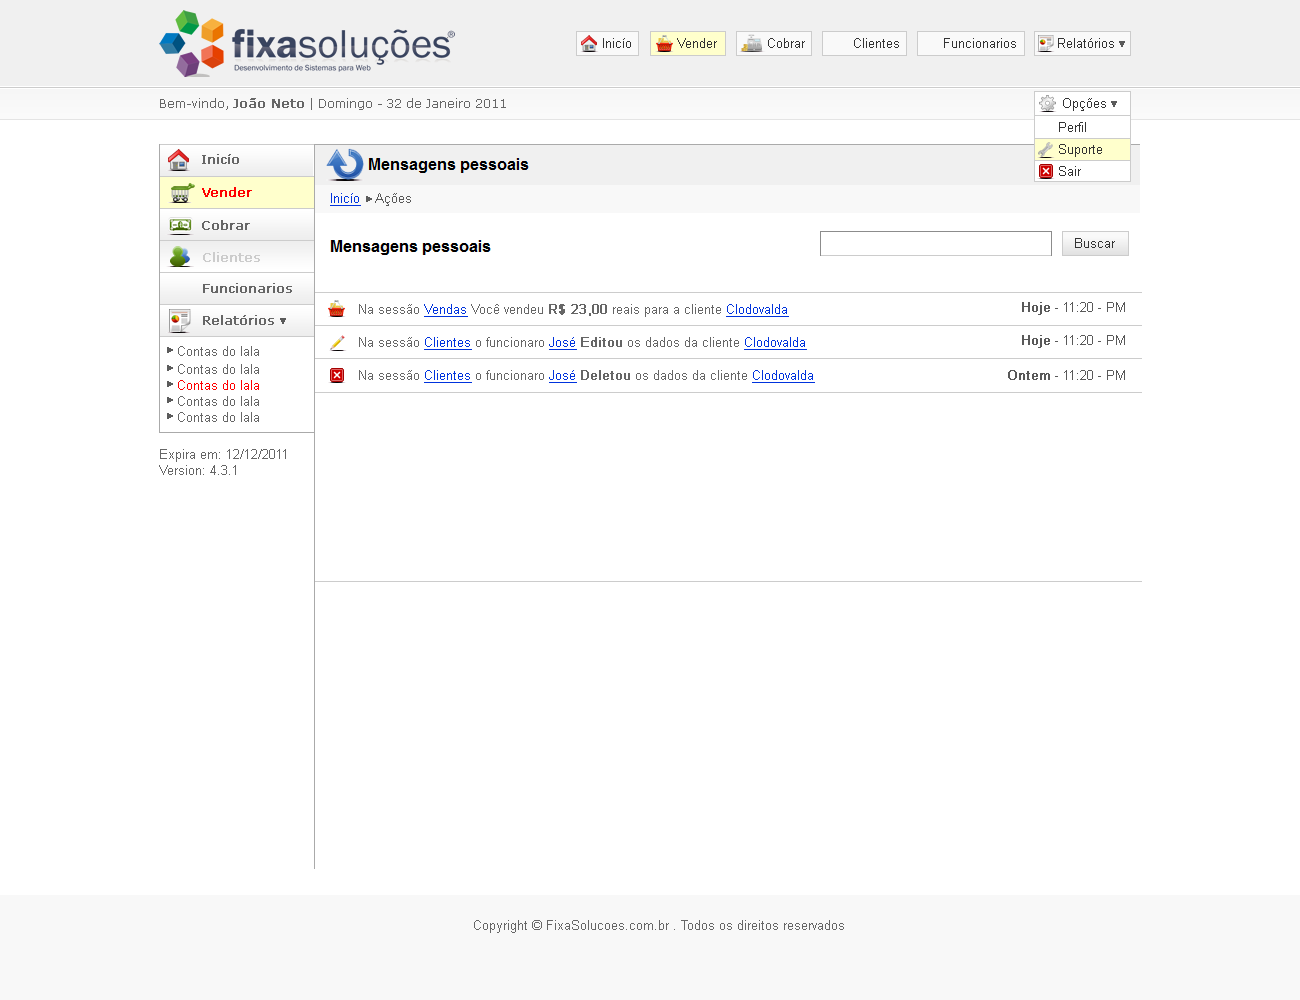 fixasoluções®
Desenvolvimento de Sistemas para Web
Inicío
Vender
Cobrar
Clientes
Funcionarios
Relatórios ▾
Bem-vindo, João Neto | Domingo - 32 de Janeiro 2011
Opções ▾
Perfil
Suporte
Sair
Inicío
Vender
Cobrar
Clientes
Funcionarios
Relatórios ▾
Contas do lala
Contas do lala
Contas do lala
Contas do lala
Contas do lala
Expira em: 12/12/2011
Version: 4.3.1
Mensagens pessoais
Inicío ▸ Ações
Mensagens pessoais
Buscar
Na sessão Vendas Você vendeu R$ 23,00 reais para a cliente Clodovalda Hoje - 11:20 - PM
Na sessão Clientes o funcionaro José Editou os dados da cliente Clodovalda Hoje - 11:20 - PM
Na sessão Clientes o funcionaro José Deletou os dados da cliente Clodovalda Ontem - 11:20 - PM
Copyright © FixaSolucoes.com.br . Todos os direitos reservados